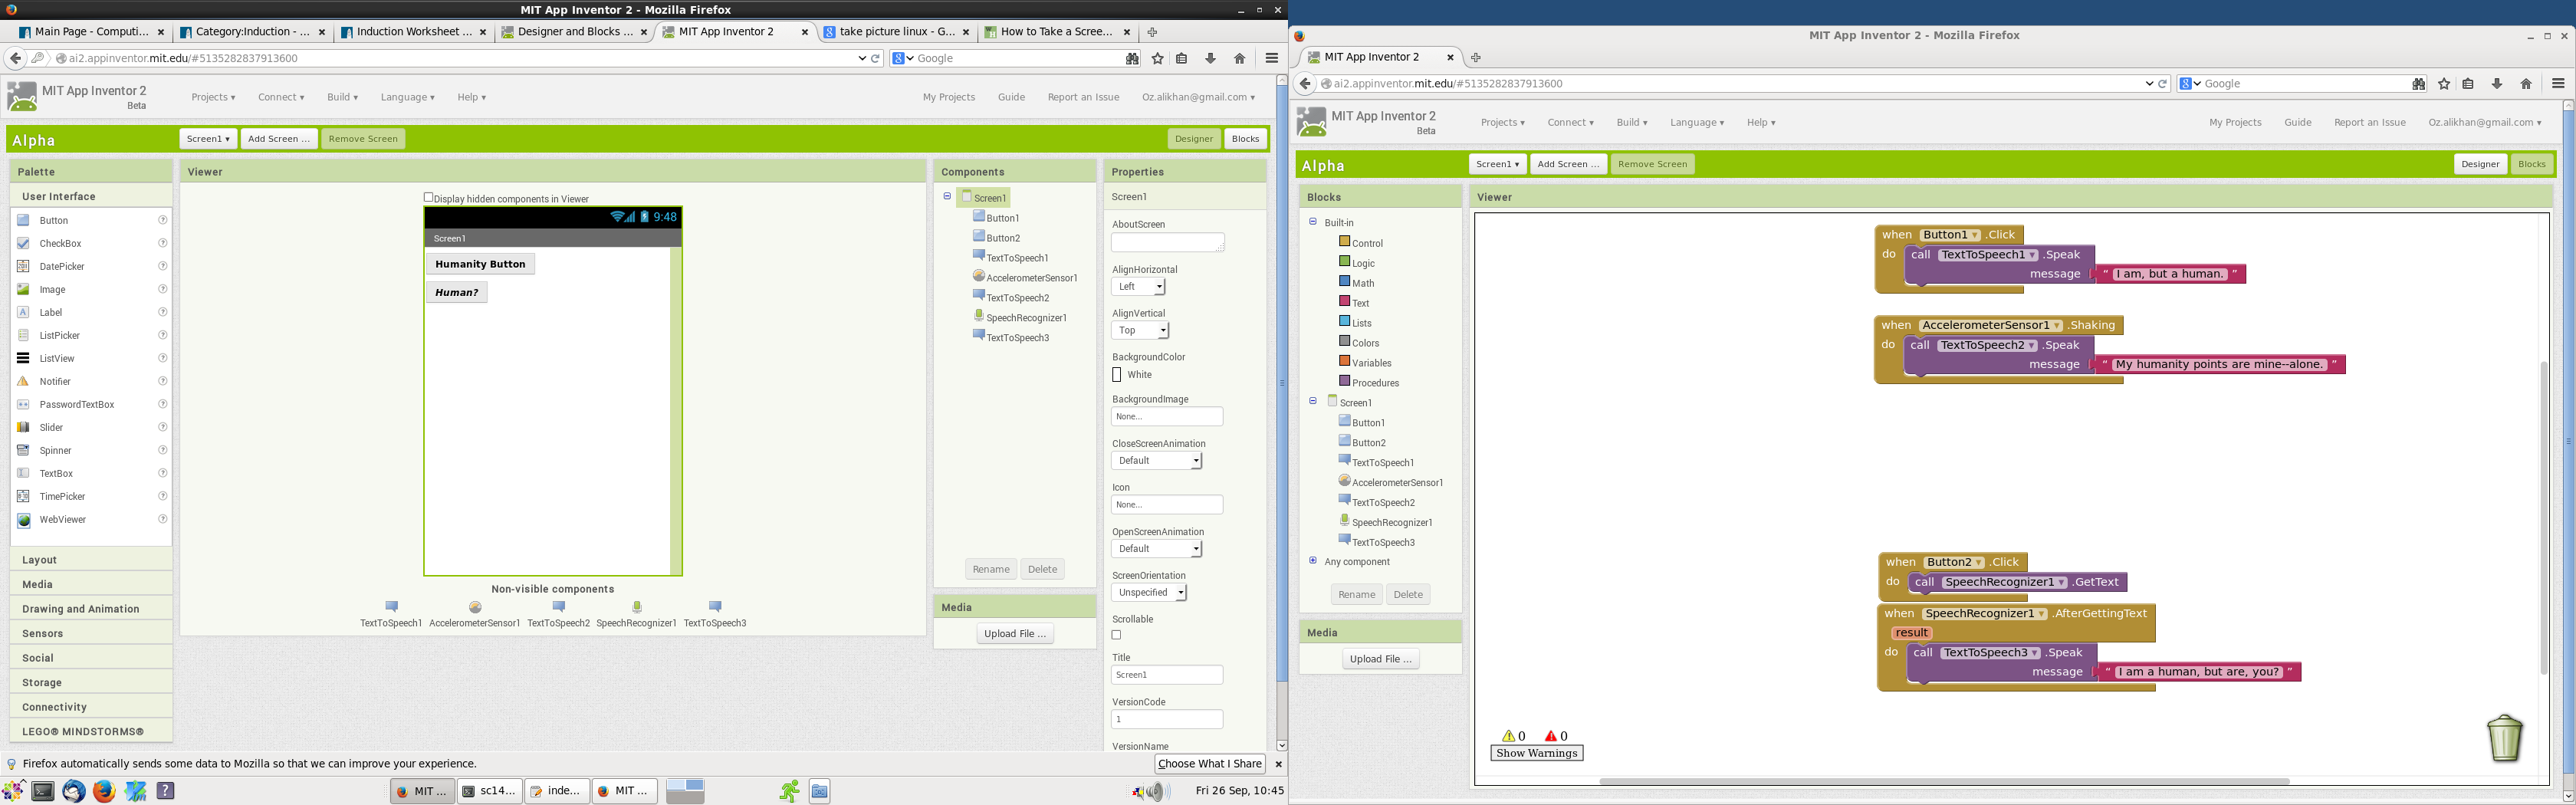 MIT App Inventor 2 - Mozilla Firefox
Main Page - Computi...
Category:Induction - ...
Induction Worksheet ...
Designer and Blocks ...
MIT App Inventor 2
take picture linux - G...
How to Take a Scree...
ai2.appinventor.mit.edu/#5135282837913600
Google
MIT App Inventor 2
Beta
Projects
Connect
Build
Language
Help
My Projects
Guide
Report an Issue
Oz.alikhan@gmail.com
Alpha
Screen1
Add Screen ...
Remove Screen
Designer
Blocks
Palette
User Interface
Button
CheckBox
DatePicker
Image
Label
ListPicker
ListView
Notifier
PasswordTextBox
Slider
Spinner
TextBox
TimePicker
WebViewer
Layout
Media
Drawing and Animation
Sensors
Social
Storage
Connectivity
LEGO® MINDSTORMS®
Viewer
Display hidden components in Viewer
9:48
Screen1
Humanity Button
Human?
Non-visible components
TextToSpeech1 AccelerometerSensor1 TextToSpeech2 SpeechRecognizer1 TextToSpeech3
Components
Screen1
Button1
Button2
TextToSpeech1
AccelerometerSensor1
TextToSpeech2
SpeechRecognizer1
TextToSpeech3
Rename
Delete
Media
Upload File ...
Properties
Screen1
AboutScreen
AlignHorizontal
Left
AlignVertical
Top
BackgroundColor
White
BackgroundImage
None...
CloseScreenAnimation
Default
Icon
None...
OpenScreenAnimation
Default
ScreenOrientation
Unspecified
Scrollable
Title
Screen1
VersionCode
1
VersionName
Firefox automatically sends some data to Mozilla so that we can improve your experience.
Choose What I Share
MIT ...
sc14...
inde...
MIT ...
Fri 26 Sep, 10:45
MIT App Inventor 2 - Mozilla Firefox
MIT App Inventor 2
ai2.appinventor.mit.edu/#5135282837913600
Google
MIT App Inventor 2
Beta
Projects
Connect
Build
Language
Help
My Projects
Guide
Report an Issue
Oz.alikhan@gmail.com
Alpha
Screen1
Add Screen ...
Remove Screen
Designer
Blocks
Blocks
Built-in
Control
Logic
Math
Text
Lists
Colors
Variables
Procedures
Screen1
Button1
Button2
TextToSpeech1
AccelerometerSensor1
TextToSpeech2
SpeechRecognizer1
TextToSpeech3
Any component
Rename
Delete
Media
Upload File ...
Viewer
when Button1 .Click
do call TextToSpeech1 .Speak
message " I am, but a human. "
when AccelerometerSensor1 .Shaking
do call TextToSpeech2 .Speak
message " My humanity points are mine--alone. "
when Button2 .Click
do call SpeechRecognizer1 .GetText
when SpeechRecognizer1 .AfterGettingText
result
do call TextToSpeech3 .Speak
message " I am a human, but are, you? "
0 0
Show Warnings